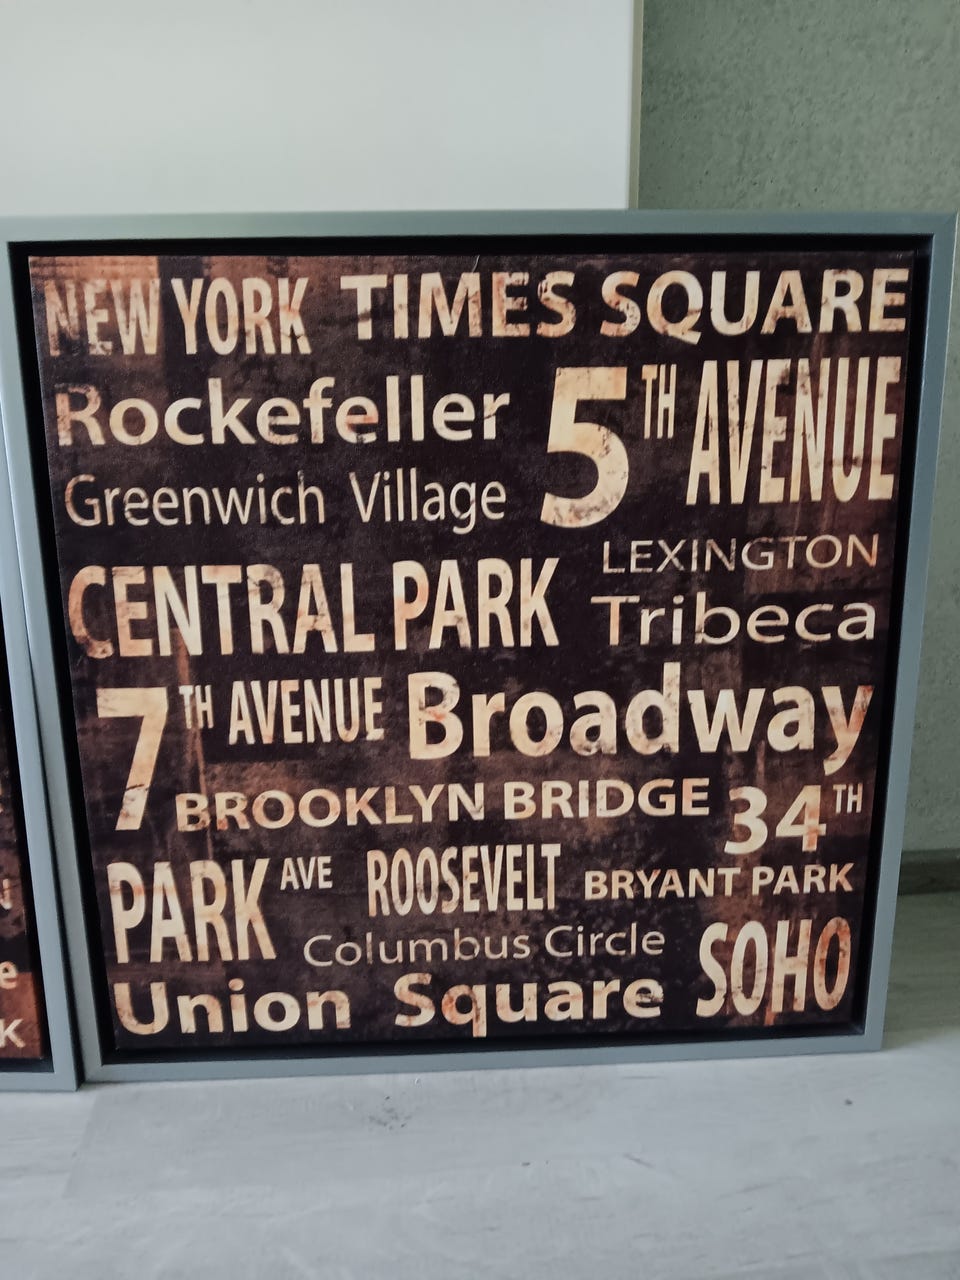 NEW YORK TIMES SQUARE
Rockefeller 5TH AVENUE
Greenwich Village
LEXINGTON
CENTRAL PARK Tribeca
7TH AVENUE Broadway
BROOKLYN BRIDGE 34TH
PARK AVE ROOSEVELT BRYANT PARK
Columbus Circle SOHO
Union Square